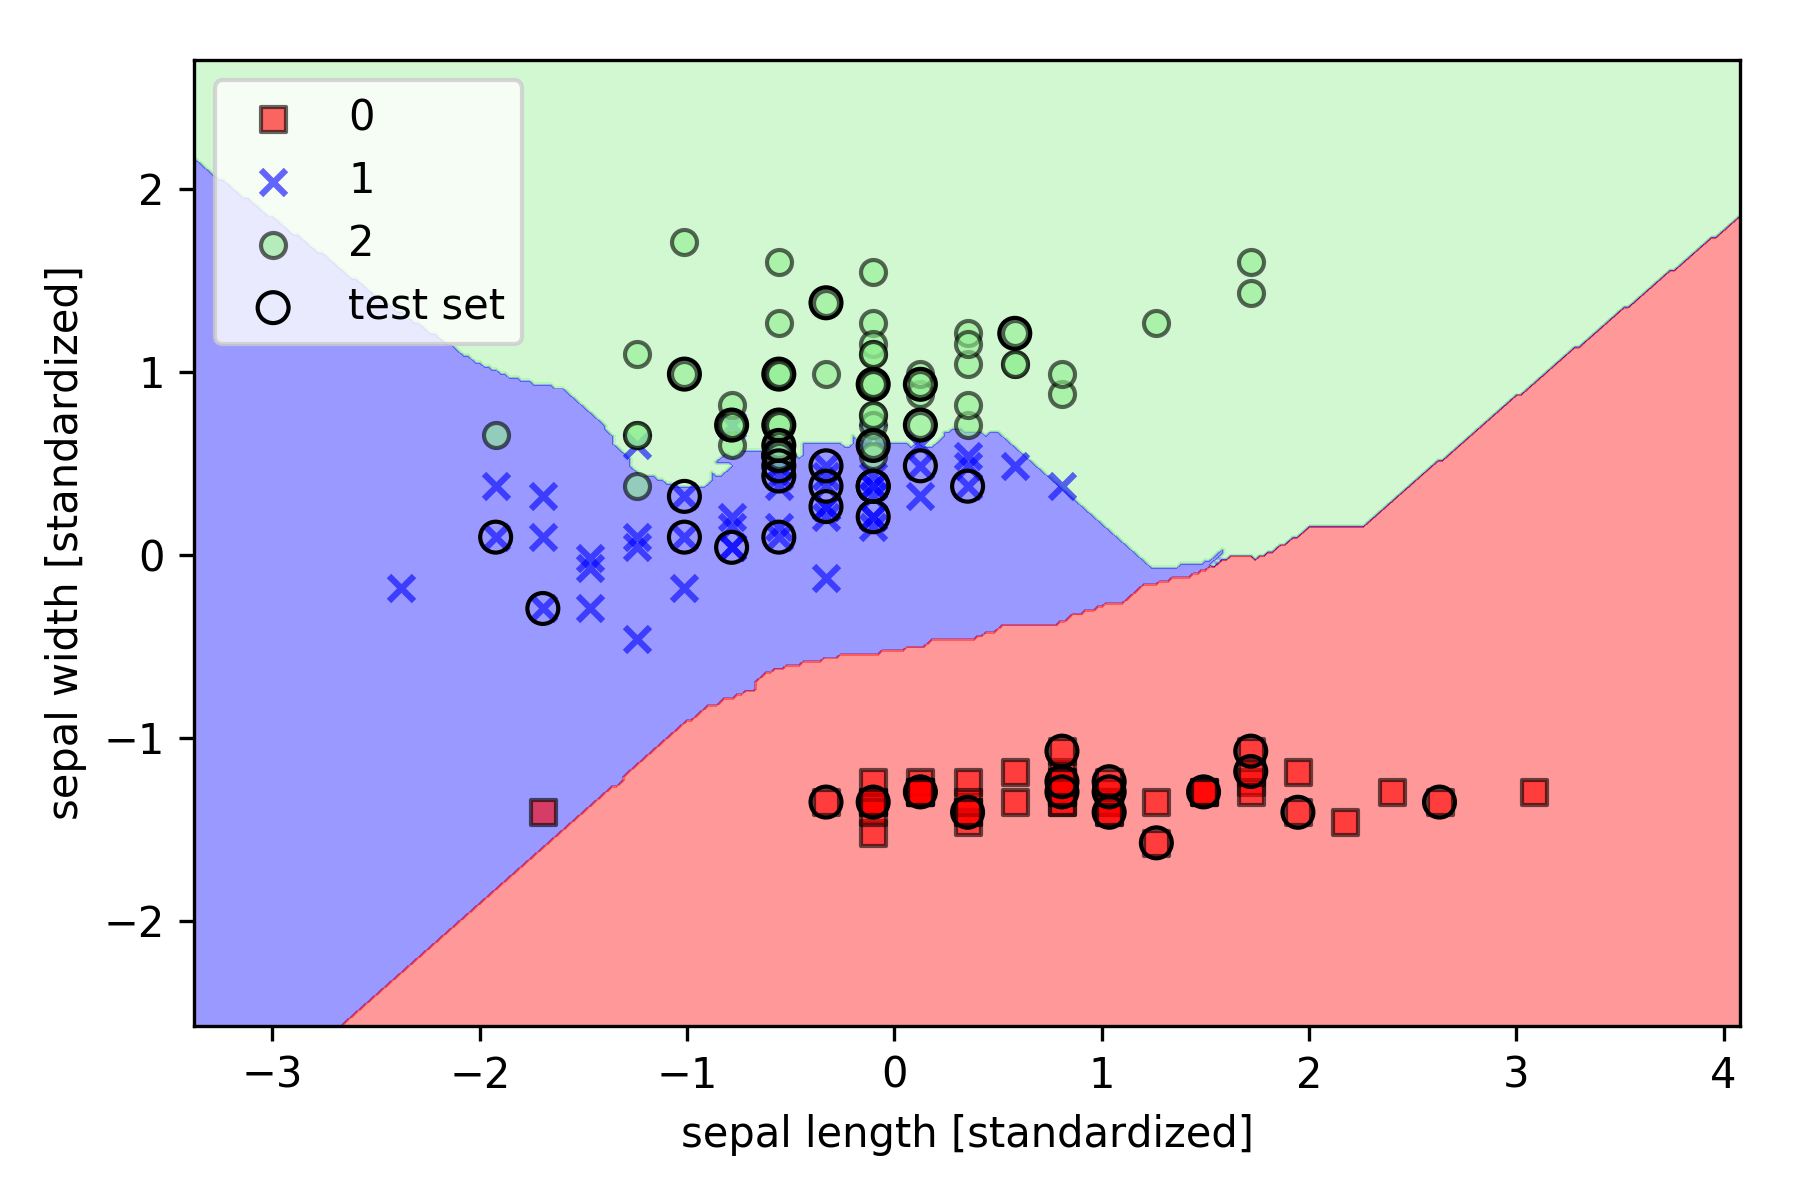 0
1
2
test set
2
1
0
−1
−2
sepal width [standardized]
−3 −2 −1 0 1 2 3 4
sepal length [standardized]